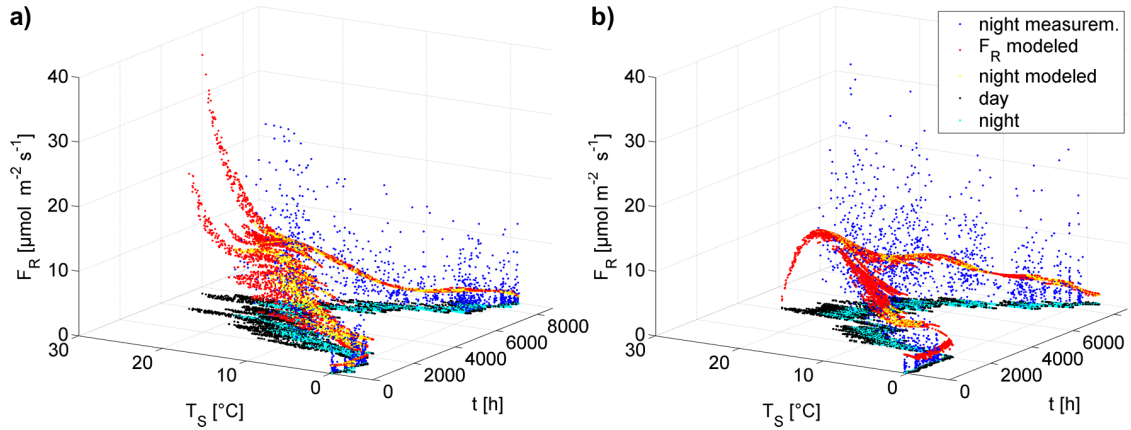 a)
F_R [µmol m⁻² s⁻¹]
40
30
20
10
0
30
20
10
0
T_S [°C]
0
2000
4000
6000
8000
t [h]
b)
night measurem.
F_R modeled
night modeled
day
night
F_R [µmol m⁻² s⁻¹]
40
30
20
10
0
30
20
10
0
T_S [°C]
0
2000
4000
6000
t [h]